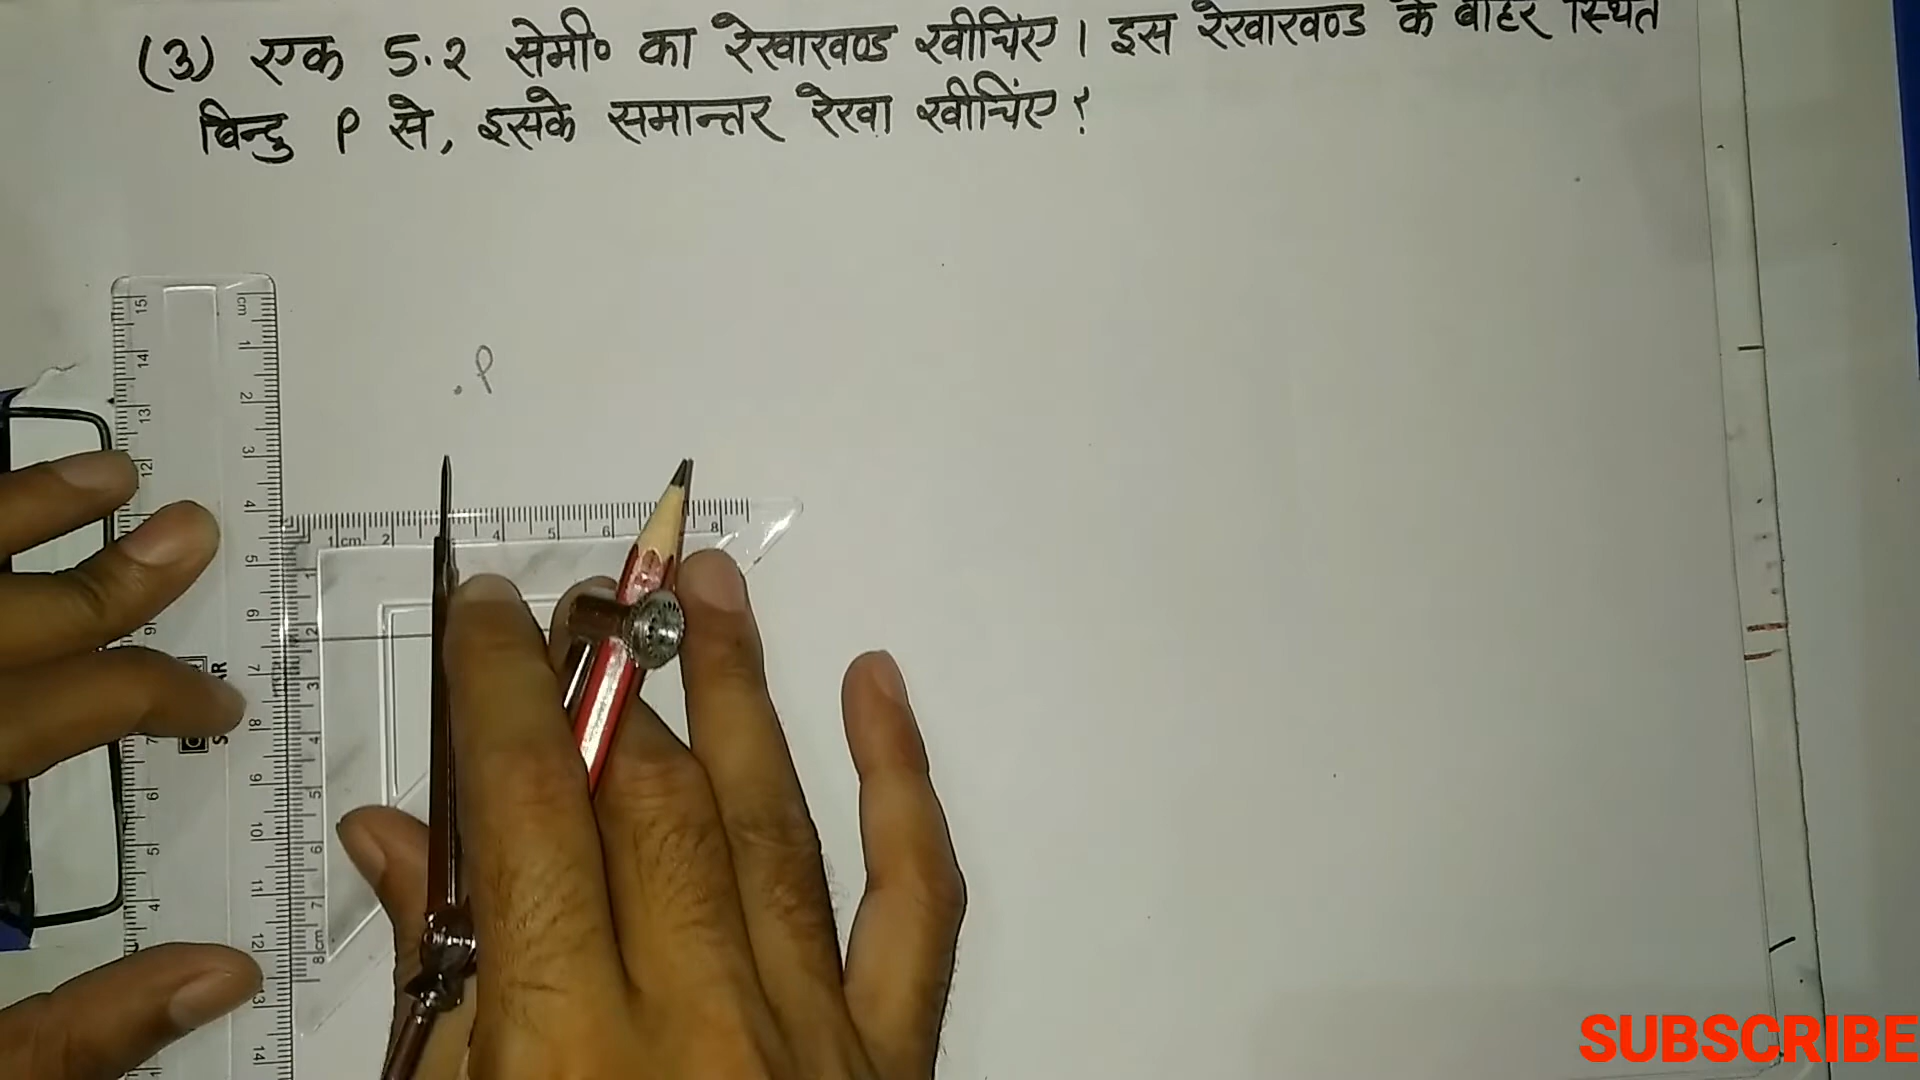 (3) एक 5.2 सेमी० का रेखाखण्ड खीचिंए। इस रेखाखण्ड के बाहर स्थित
बिन्दु P से, इसके समान्तर रेखा खीचिंए?
.P
SUBSCRIBE